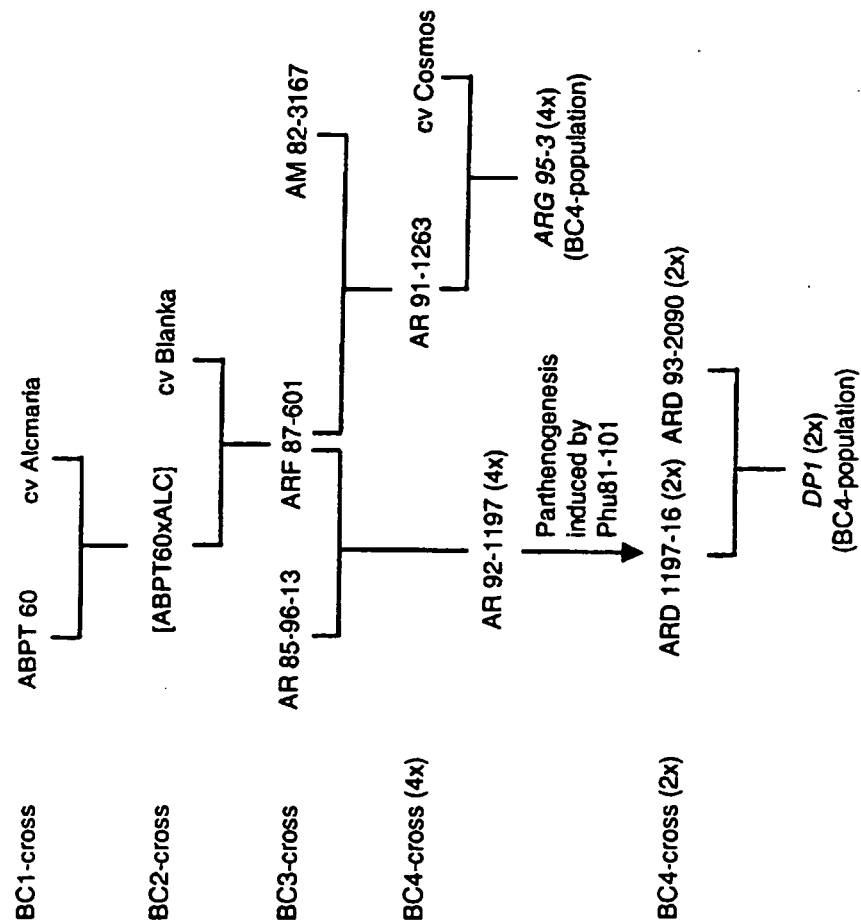 BC1-cross
ABPT 60
cv Alcmaria
BC2-cross
[ABPT60xALC]
cv Blanka
BC3-cross
AR 85-96-13
ARF 87-601
AM 82-3167
BC4-cross (4x)
AR 92-1197 (4x)
AR 91-1263
cv Cosmos
Parthenogenesis
induced by
Phu81-101
ARG 95-3 (4x)
(BC4-population)
BC4-cross (2x)
ARD 1197-16 (2x)
ARD 93-2090 (2x)
DP1 (2x)
(BC4-population)